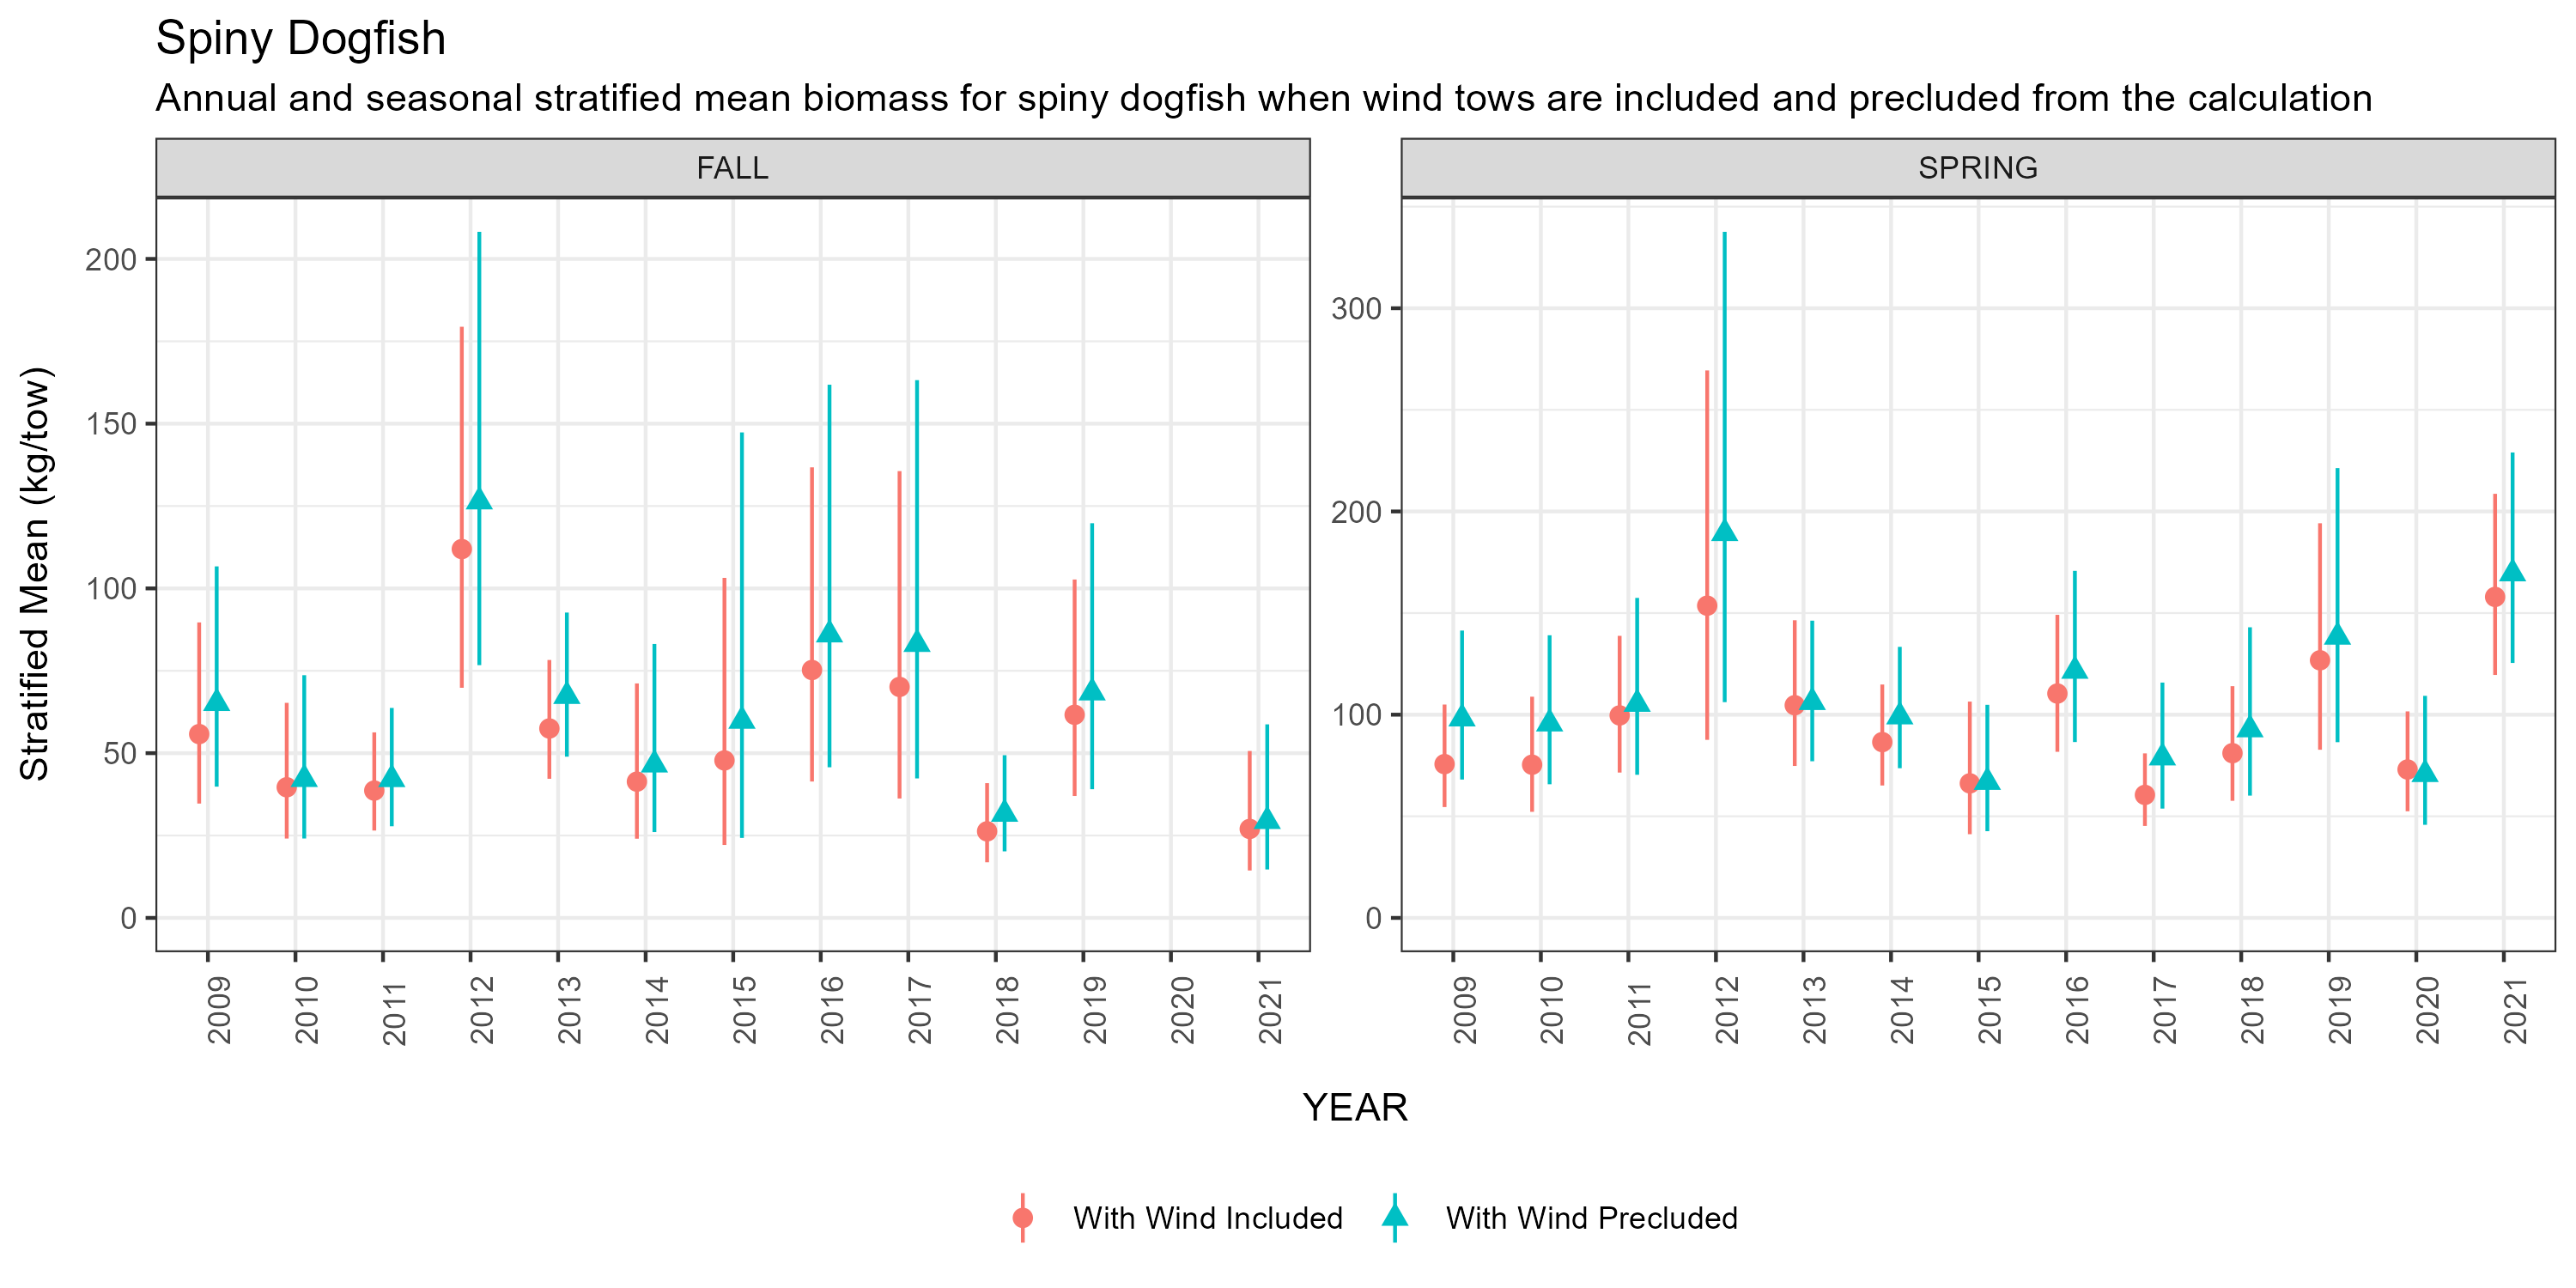 Spiny Dogfish
Annual and seasonal stratified mean biomass for spiny dogfish when wind tows are included and precluded from the calculation
FALL
SPRING
Stratified Mean (kg/tow)
200
150
100
50
0
300
200
100
0
2009 2010 2011 2012 2013 2014 2015 2016 2017 2018 2019 2020 2021
2009 2010 2011 2012 2013 2014 2015 2016 2017 2018 2019 2020 2021
YEAR
With Wind Included
With Wind Precluded